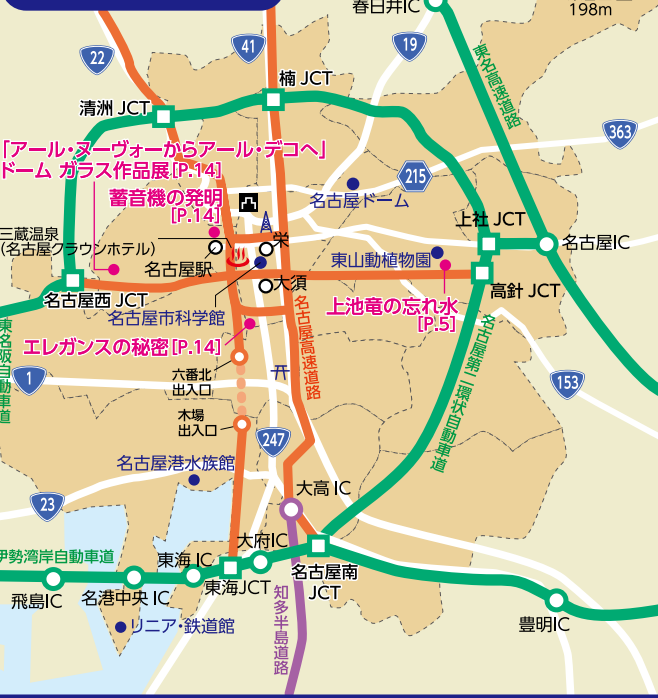 春日井IC
198m
22
41
19
東名高速道路
楠 JCT
清洲 JCT
363
「アール・ヌーヴォーからアール・デコへ」
ドーム ガラス作品展[P.14]
215
蓄音機の発明
[P.14]
名古屋ドーム
上社 JCT
三蔵温泉
(名古屋クラウンホテル)
栄
名古屋IC
名古屋駅
東山動植物園
大須
高針 JCT
名古屋西 JCT
名古屋市科学館
上池竜の忘れ水
[P.5]
名古屋高速道路
東名阪自動車道
エレガンスの秘密[P.14]
名古屋第二環状自動車道
1
六番北
出入口
153
木場
出入口
247
名古屋港水族館
大高 IC
23
伊勢湾岸自動車道
東海 IC
大府IC
飛島IC
名港中央 IC
東海JCT
名古屋南
JCT
知多半島道路
リニア・鉄道館
豊明IC